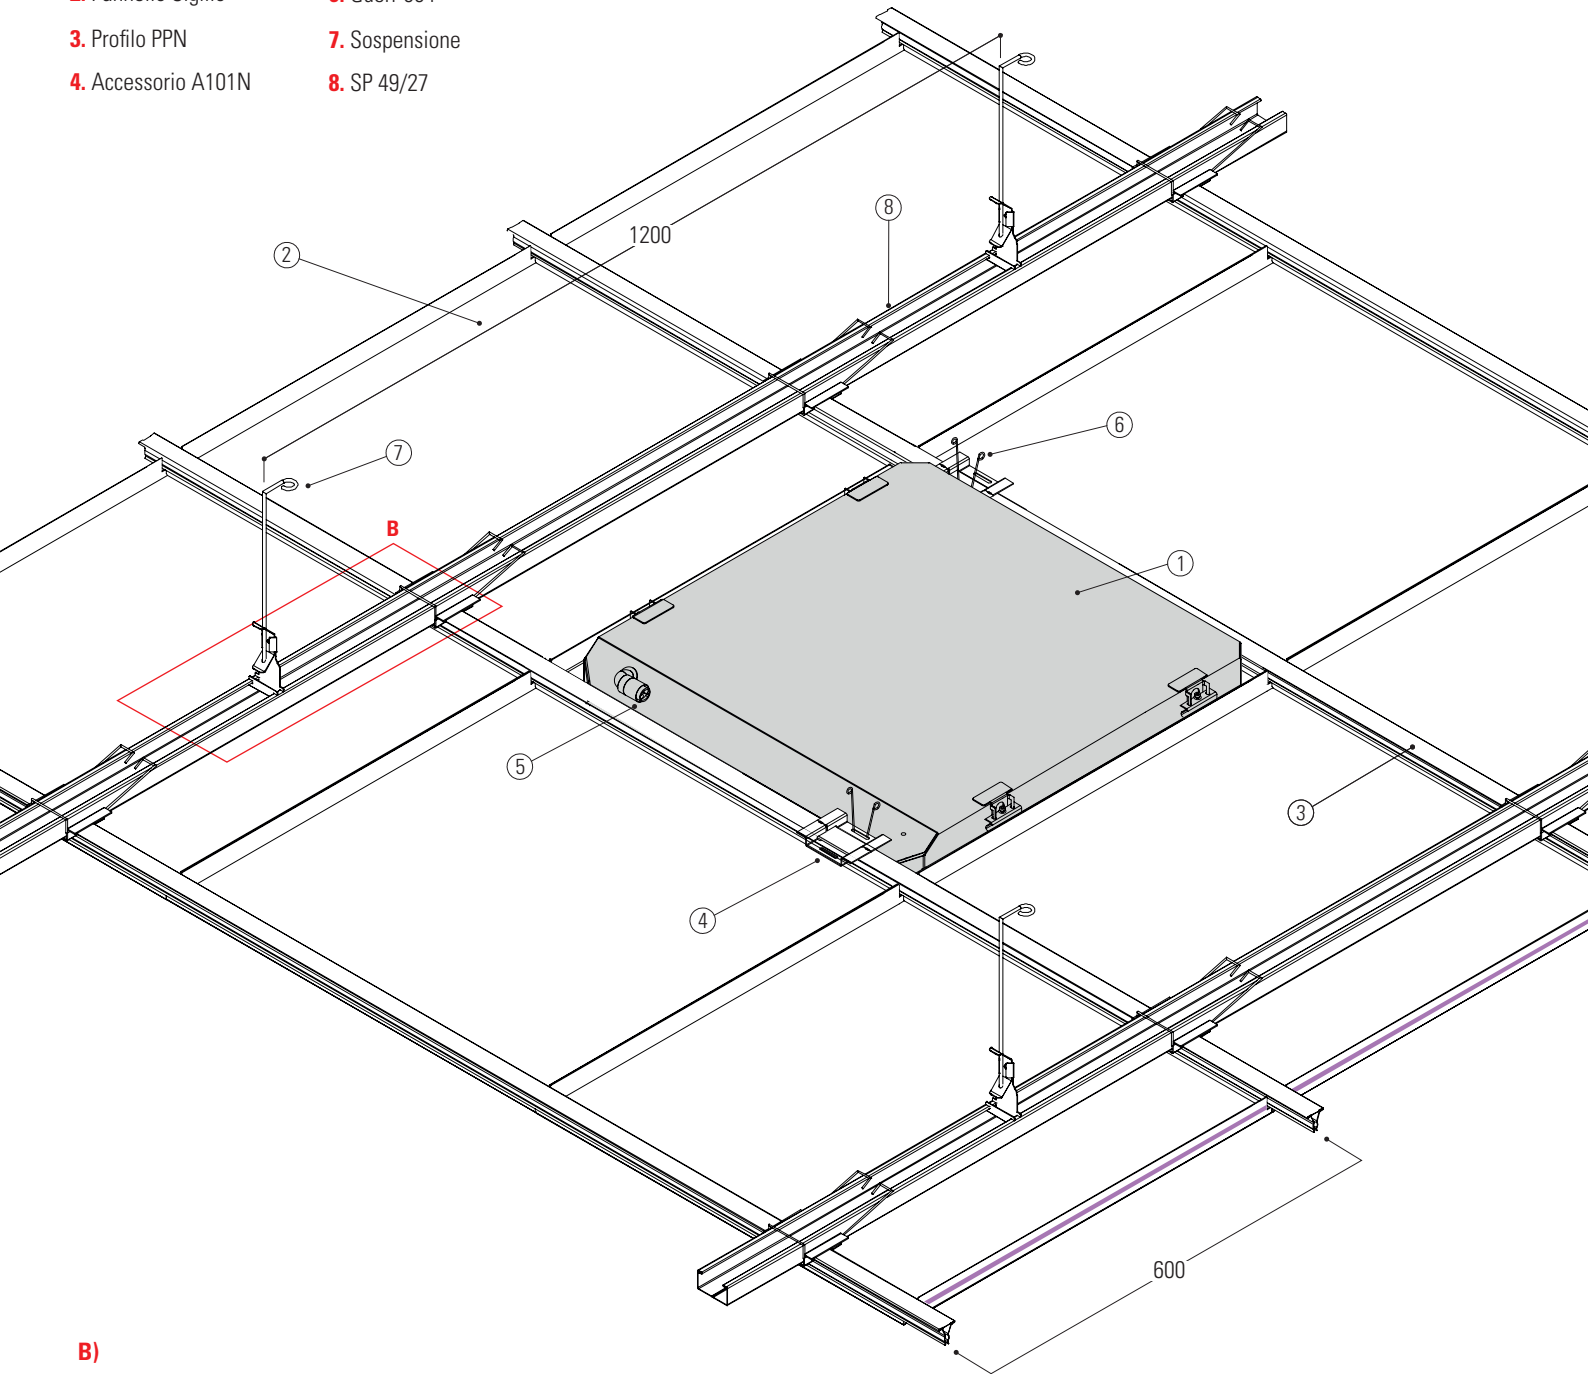 3. Profilo PPN
4. Accessorio A101N
7. Sospensione
8. SP 49/27
1200
8
2
7
6
B
1
5
3
4
600
B)